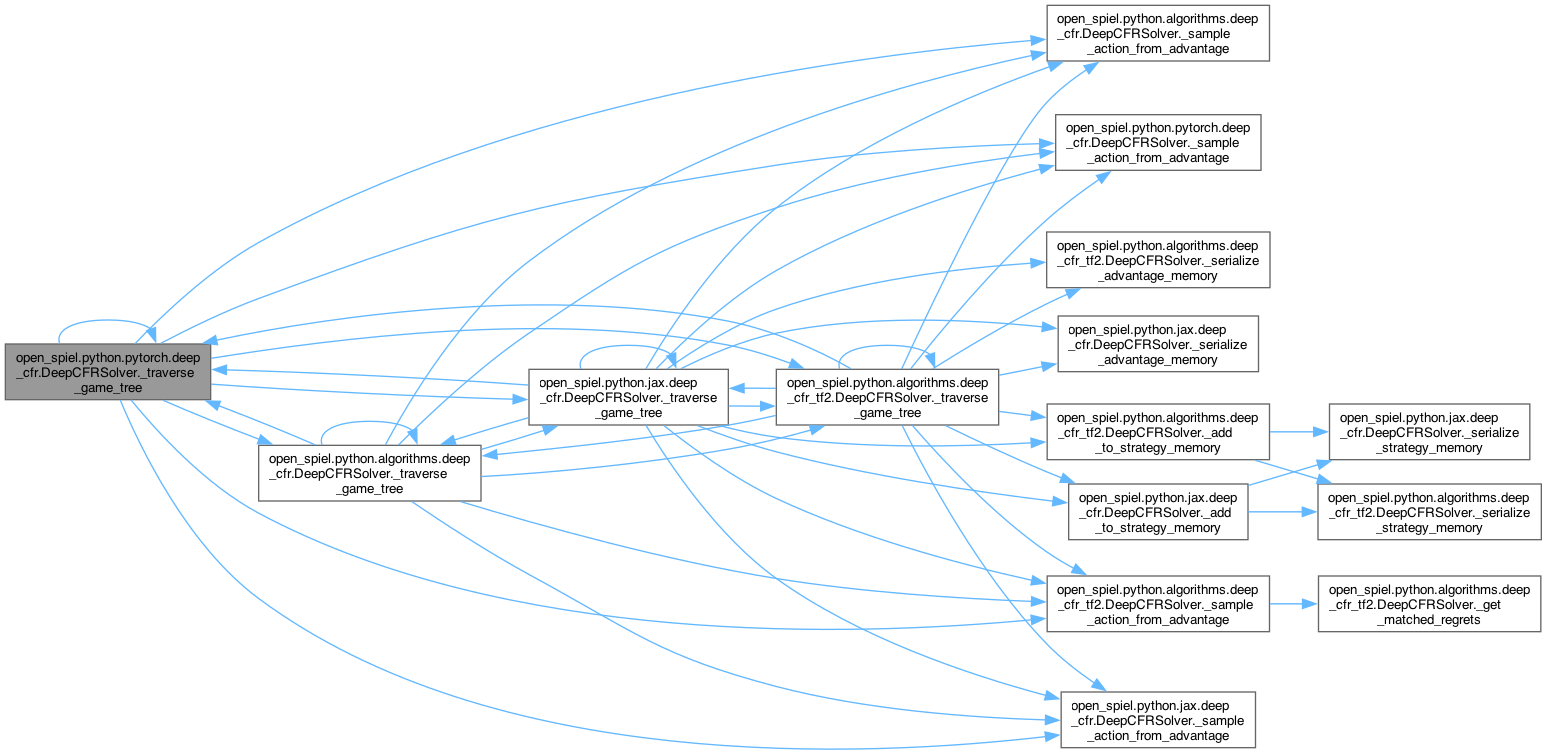 open_spiel.python.pytorch.deep
_cfr.DeepCFRSolver._traverse
_game_tree
open_spiel.python.algorithms.deep
_cfr.DeepCFRSolver._traverse
_game_tree
open_spiel.python.jax.deep
_cfr.DeepCFRSolver._traverse
_game_tree
open_spiel.python.algorithms.deep
_cfr_tf2.DeepCFRSolver._traverse
_game_tree
open_spiel.python.algorithms.deep
_cfr.DeepCFRSolver._sample
_action_from_advantage
open_spiel.python.pytorch.deep
_cfr.DeepCFRSolver._sample
_action_from_advantage
open_spiel.python.algorithms.deep
_cfr_tf2.DeepCFRSolver._serialize
_advantage_memory
open_spiel.python.jax.deep
_cfr.DeepCFRSolver._serialize
_advantage_memory
open_spiel.python.algorithms.deep
_cfr_tf2.DeepCFRSolver._add
_to_strategy_memory
open_spiel.python.jax.deep
_cfr.DeepCFRSolver._add
_to_strategy_memory
open_spiel.python.algorithms.deep
_cfr_tf2.DeepCFRSolver._sample
_action_from_advantage
open_spiel.python.jax.deep
_cfr.DeepCFRSolver._sample
_action_from_advantage
open_spiel.python.jax.deep
_cfr.DeepCFRSolver._serialize
_strategy_memory
open_spiel.python.algorithms.deep
_cfr_tf2.DeepCFRSolver._serialize
_strategy_memory
open_spiel.python.algorithms.deep
_cfr_tf2.DeepCFRSolver._get
_matched_regrets